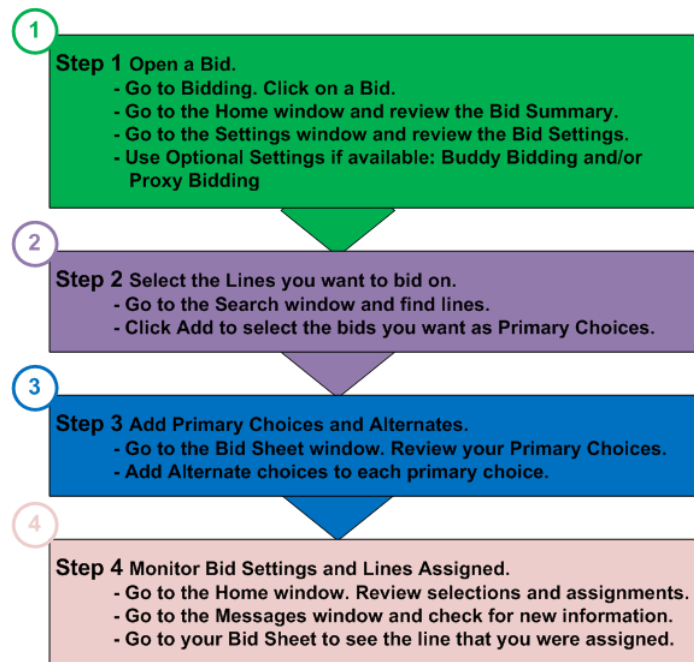 1
Step 1 Open a Bid.
- Go to Bidding. Click on a Bid.
- Go to the Home window and review the Bid Summary.
- Go to the Settings window and review the Bid Settings.
- Use Optional Settings if available: Buddy Bidding and/or
Proxy Bidding
2
Step 2 Select the Lines you want to bid on.
- Go to the Search window and find lines.
- Click Add to select the bids you want as Primary Choices.
3
Step 3 Add Primary Choices and Alternates.
- Go to the Bid Sheet window. Review your Primary Choices.
- Add Alternate choices to each primary choice.
4
Step 4 Monitor Bid Settings and Lines Assigned.
- Go to the Home window. Review selections and assignments.
- Go to the Messages window and check for new information.
- Go to your Bid Sheet to see the line that you were assigned.